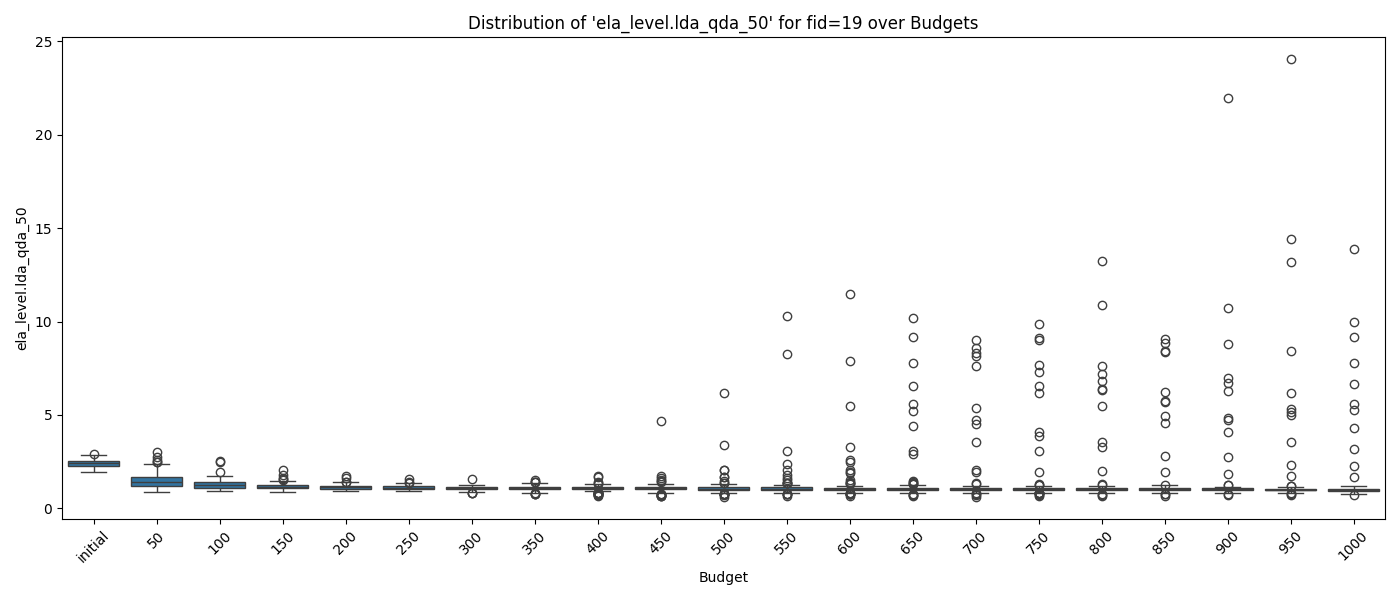 Distribution of 'ela_level.lda_qda_50' for fid=19 over Budgets
ela_level.lda_qda_50
25
20
15
10
5
0
initial 50 100 150 200 250 300 350 400 450 500 550 600 650 700 750 800 850 900 950 1000
Budget